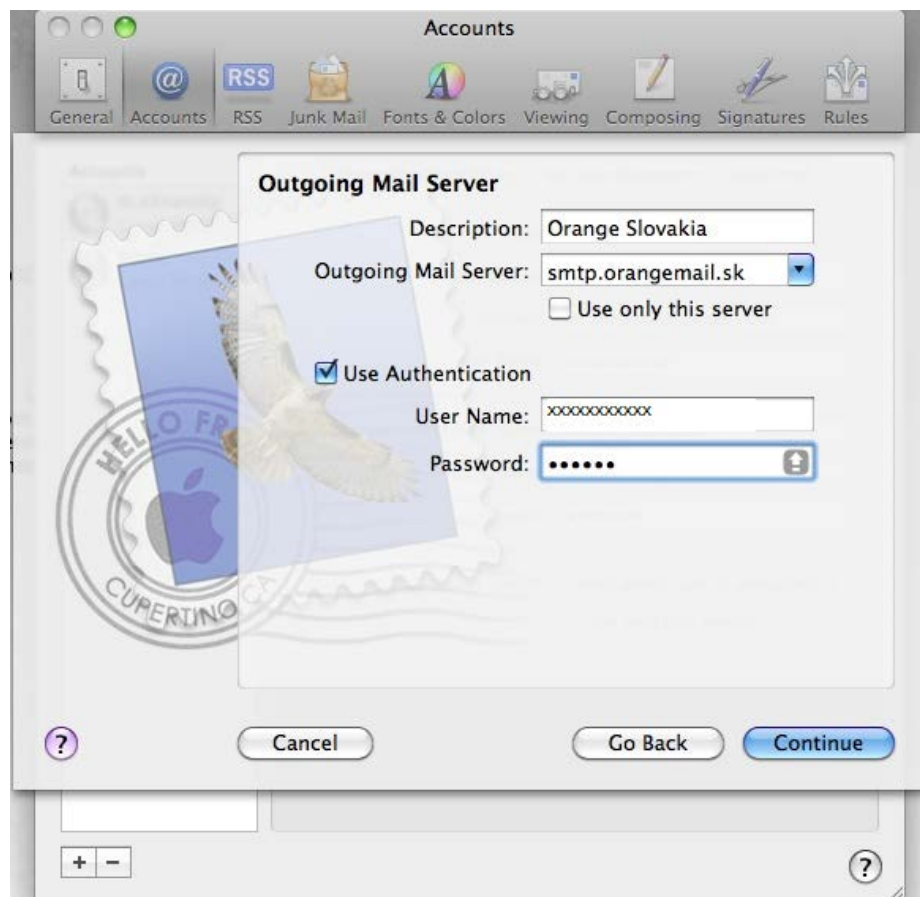 Accounts
General Accounts RSS Junk Mail Fonts & Colors Viewing Composing Signatures Rules
Outgoing Mail Server
Description: Orange Slovakia
Outgoing Mail Server: smtp.orangemail.sk
Use only this server
Use Authentication
User Name: xxxxxxxxxxx
Password: ••••••
HELLO FR
CUPERTINO CA
? Cancel Go Back Continue
+ − ?